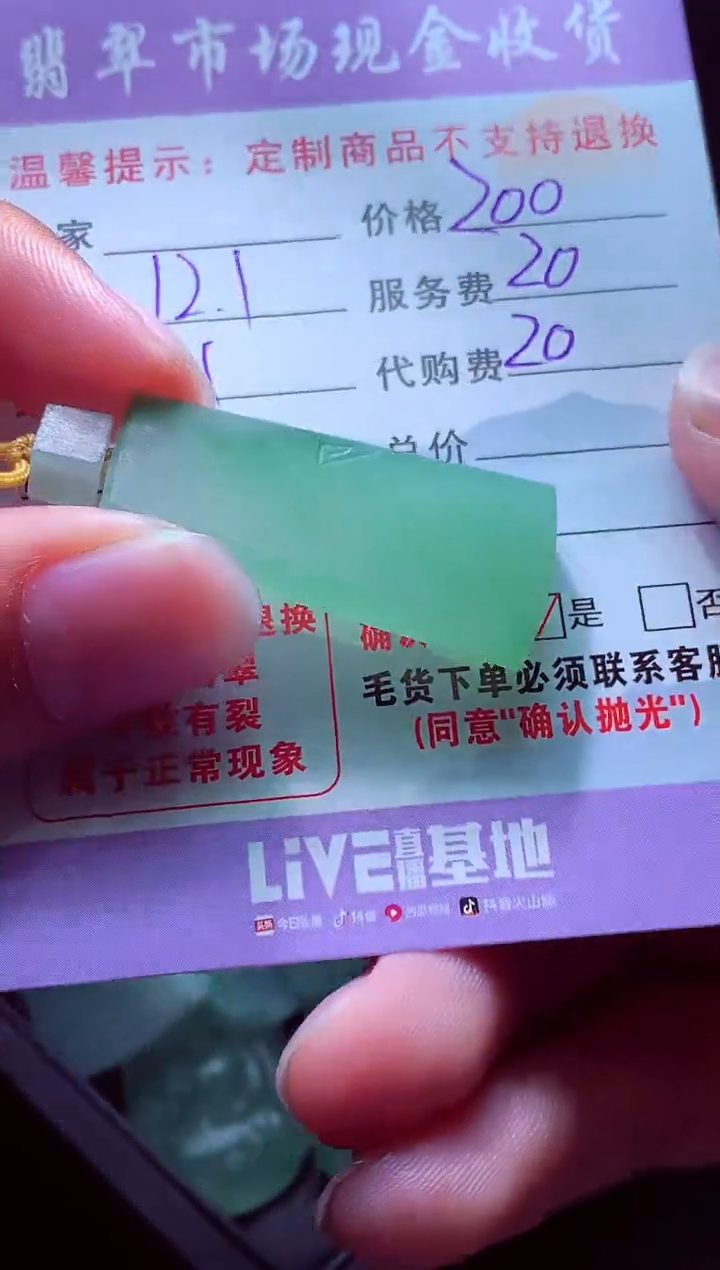 翡翠市场现金收货
温馨提示：定制商品不支持退换
家 价格 200
12.1 服务费 20
代购费 20
总价
退换
有裂
属于正常现象
是 否
毛货下单必须联系客服
(同意"确认抛光")
LiVE直播基地
头条 今日头条 抖音 西瓜视频 抖音火山版